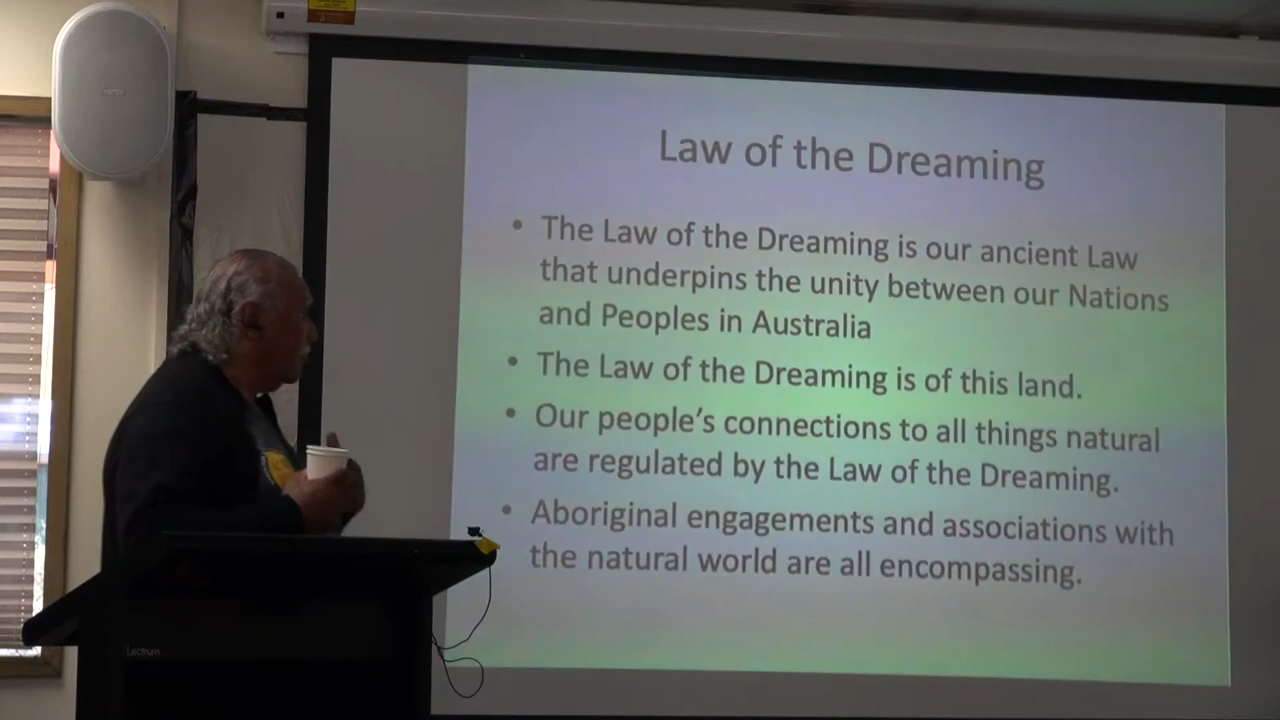 Law of the Dreaming
• The Law of the Dreaming is our ancient Law
that underpins the unity between our Nations
and Peoples in Australia
• The Law of the Dreaming is of this land.
• Our people's connections to all things natural
are regulated by the Law of the Dreaming.
• Aboriginal engagements and associations with
the natural world are all encompassing.
Lectrum